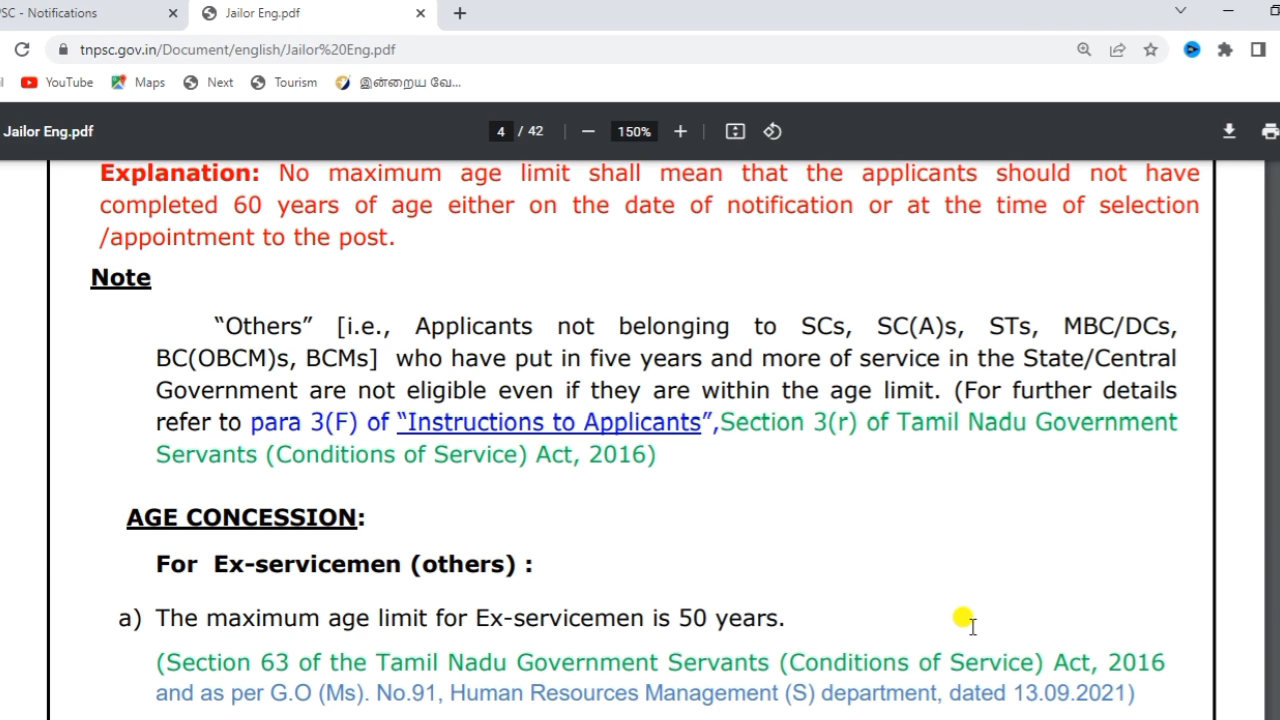 SC - Notifications
Jailor Eng.pdf
tnpsc.gov.in/Document/english/Jailor%20Eng.pdf
YouTube Maps Next Tourism இன்றைய வே...
Jailor Eng.pdf 4 / 42 150%
Explanation: No maximum age limit shall mean that the applicants should not have
completed 60 years of age either on the date of notification or at the time of selection
/appointment to the post.
Note
“Others” [i.e., Applicants not belonging to SCs, SC(A)s, STs, MBC/DCs,
BC(OBCM)s, BCMs] who have put in five years and more of service in the State/Central
Government are not eligible even if they are within the age limit. (For further details
refer to para 3(F) of “Instructions to Applicants”,Section 3(r) of Tamil Nadu Government
Servants (Conditions of Service) Act, 2016)
AGE CONCESSION:
For Ex-servicemen (others) :
a) The maximum age limit for Ex-servicemen is 50 years.
(Section 63 of the Tamil Nadu Government Servants (Conditions of Service) Act, 2016
and as per G.O (Ms). No.91, Human Resources Management (S) department, dated 13.09.2021)